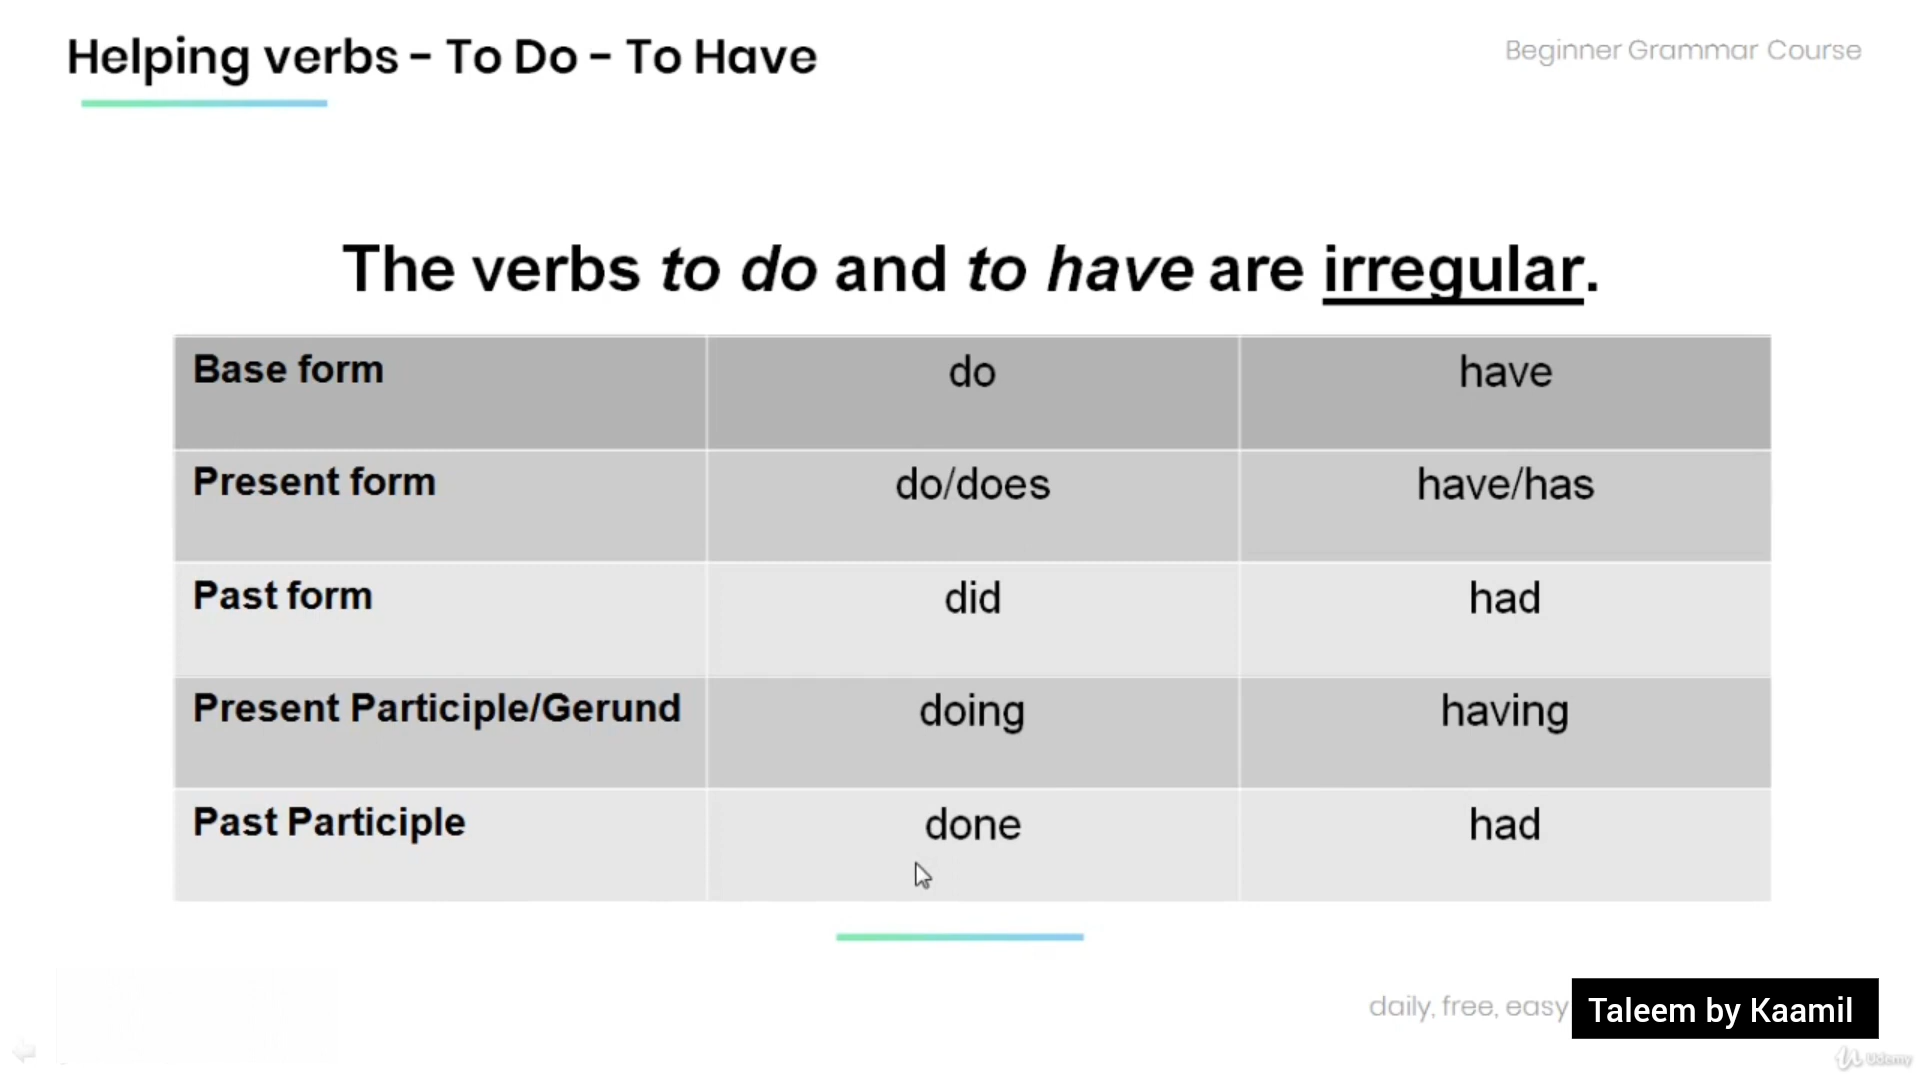 Helping verbs - To Do - To Have
Beginner Grammar Course
The verbs to do and to have are irregular.
Base form do have
Present form do/does have/has
Past form did had
Present Participle/Gerund doing having
Past Participle done had
daily, free, easy
Taleem by Kaamil
Udemy